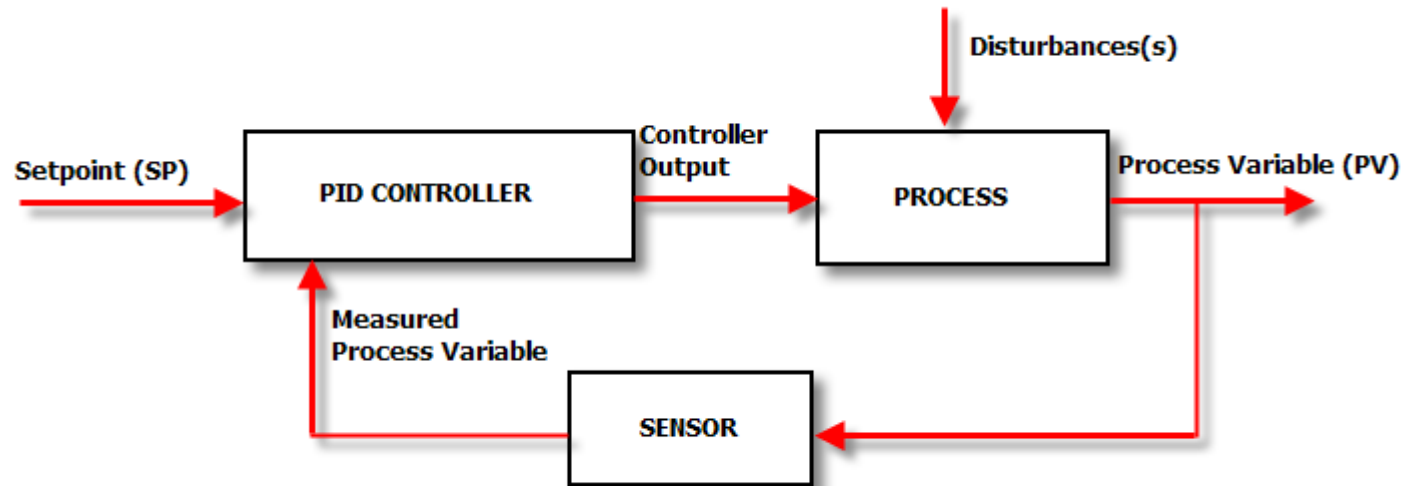 Disturbances(s)
Setpoint (SP)
PID CONTROLLER
Controller
Output
PROCESS
Process Variable (PV)
Measured
Process Variable
SENSOR